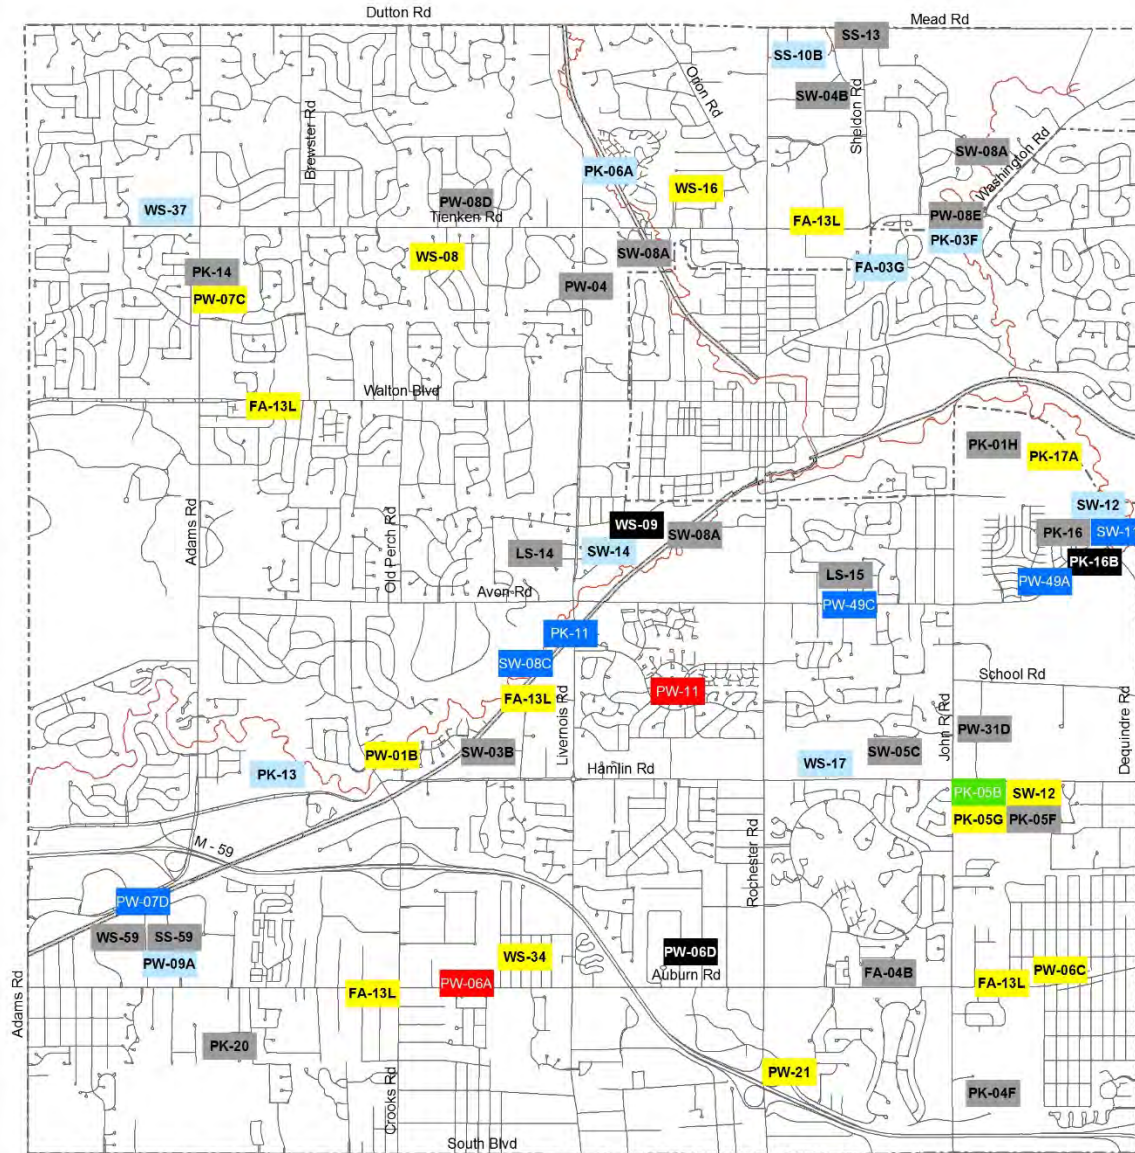 Dutton Rd
Mead Rd
SS-13
SS-10B
Orion Rd
SW-04B
Sheldon Rd
Brewster Rd
SW-08A
Washington Rd
PK-06A
WS-16
WS-37
PW-08D
Tienken Rd
FA-13L
PW-08E
PK-03F
WS-08
SW-08A
FA-03G
PK-14
PW-04
PW-07C
Walton Blvd
FA-13L
PK-01H
PK-17A
Adams Rd
Old Perch Rd
SW-12
WS-09
SW-08A
PK-16
SW-1
LS-14
SW-14
PK-16B
LS-15
PW-49A
Avon Rd
PW-49C
PK-11
SW-08C
School Rd
FA-13L
PW-11
Livernois Rd
John R Rd
Dequindre Rd
PW-31D
PW-01B
SW-03B
SW-05C
PK-13
Hamlin Rd
WS-17
PK-05B
SW-12
PK-05G
PK-05F
Rochester Rd
M - 59
PW-07D
WS-59
SS-59
PW-09A
WS-34
PW-06D
Auburn Rd
FA-04B
PW-06C
PW-06A
FA-13L
FA-13L
Adams Rd
PK-20
PW-21
PK-04F
Crooks Rd
South Blvd